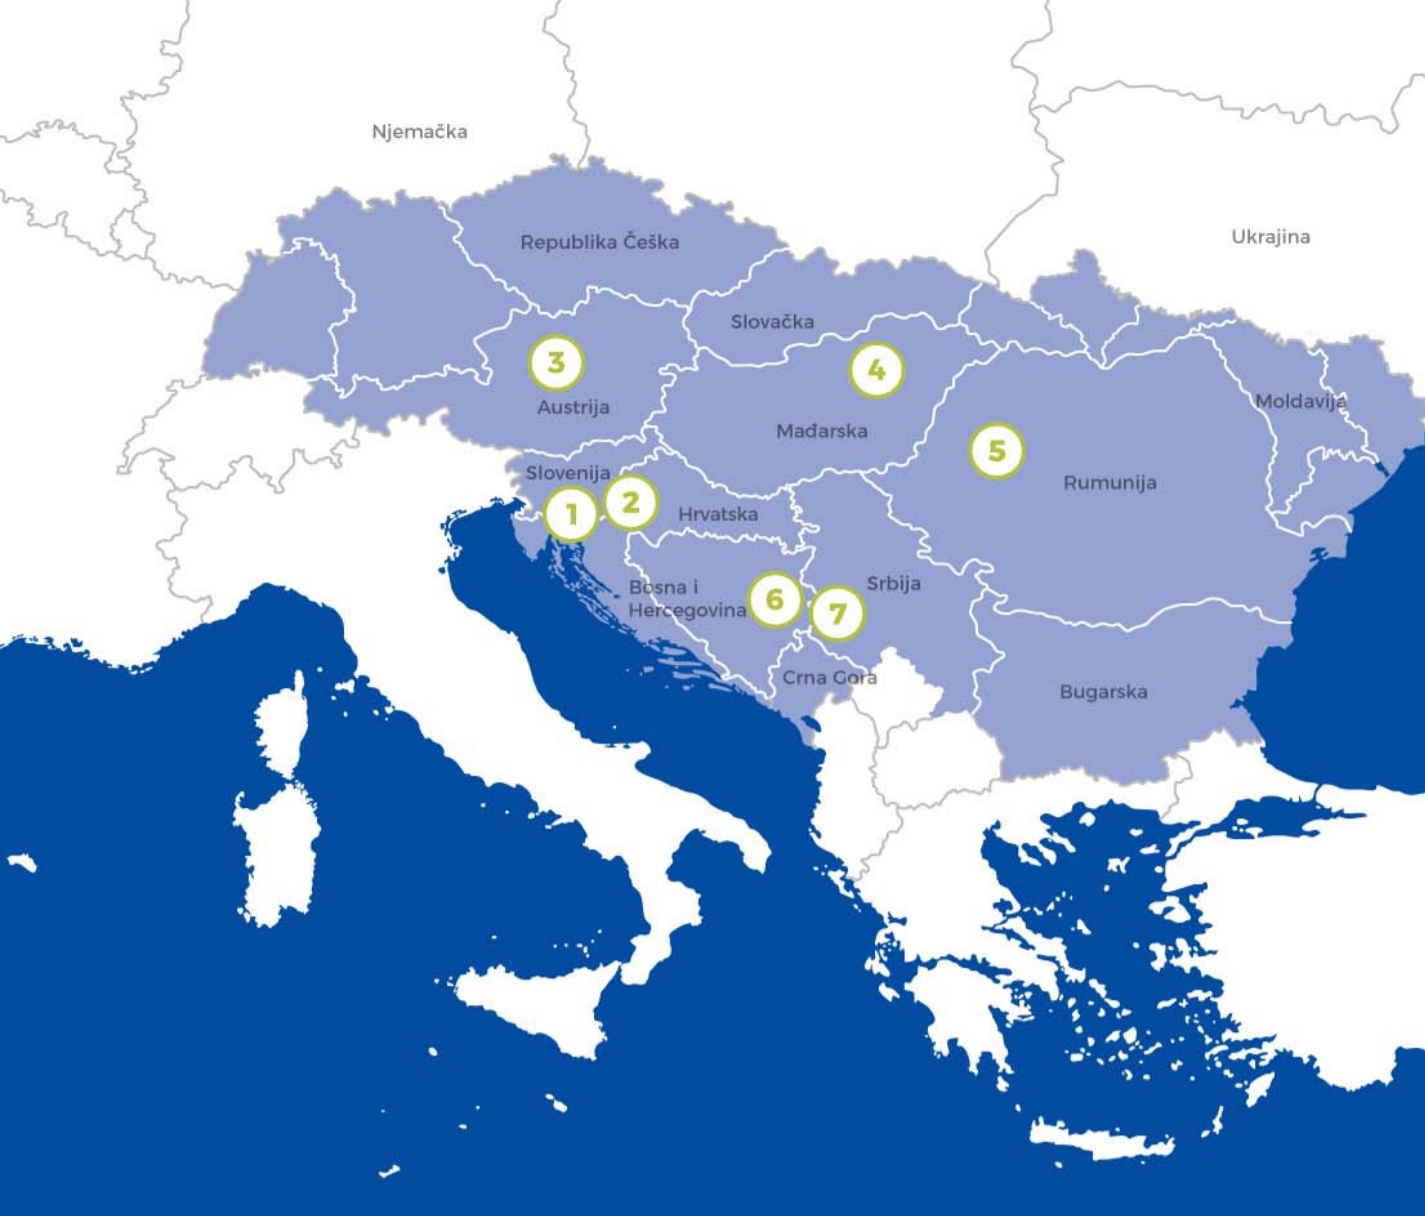 Njemačka
Ukrajina
Republika Češka
Slovačka
3
4
Austrija
Moldavija
Mađarska
5
Slovenija
Rumunija
1
2
Hrvatska
Bosna i
Hercegovina
6
7
Srbija
Crna Gora
Bugarska